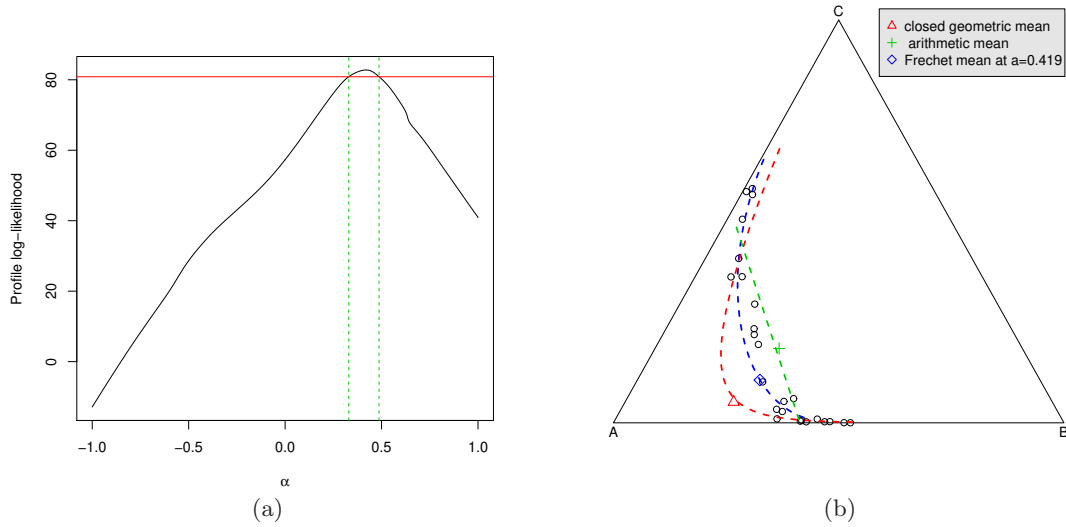 Profile log−likelihood
80
60
40
20
0
−1.0
−0.5
0.0
0.5
1.0
α
(a)
C
closed geometric mean
arithmetic mean
Frechet mean at a=0.419
A
B
(b)